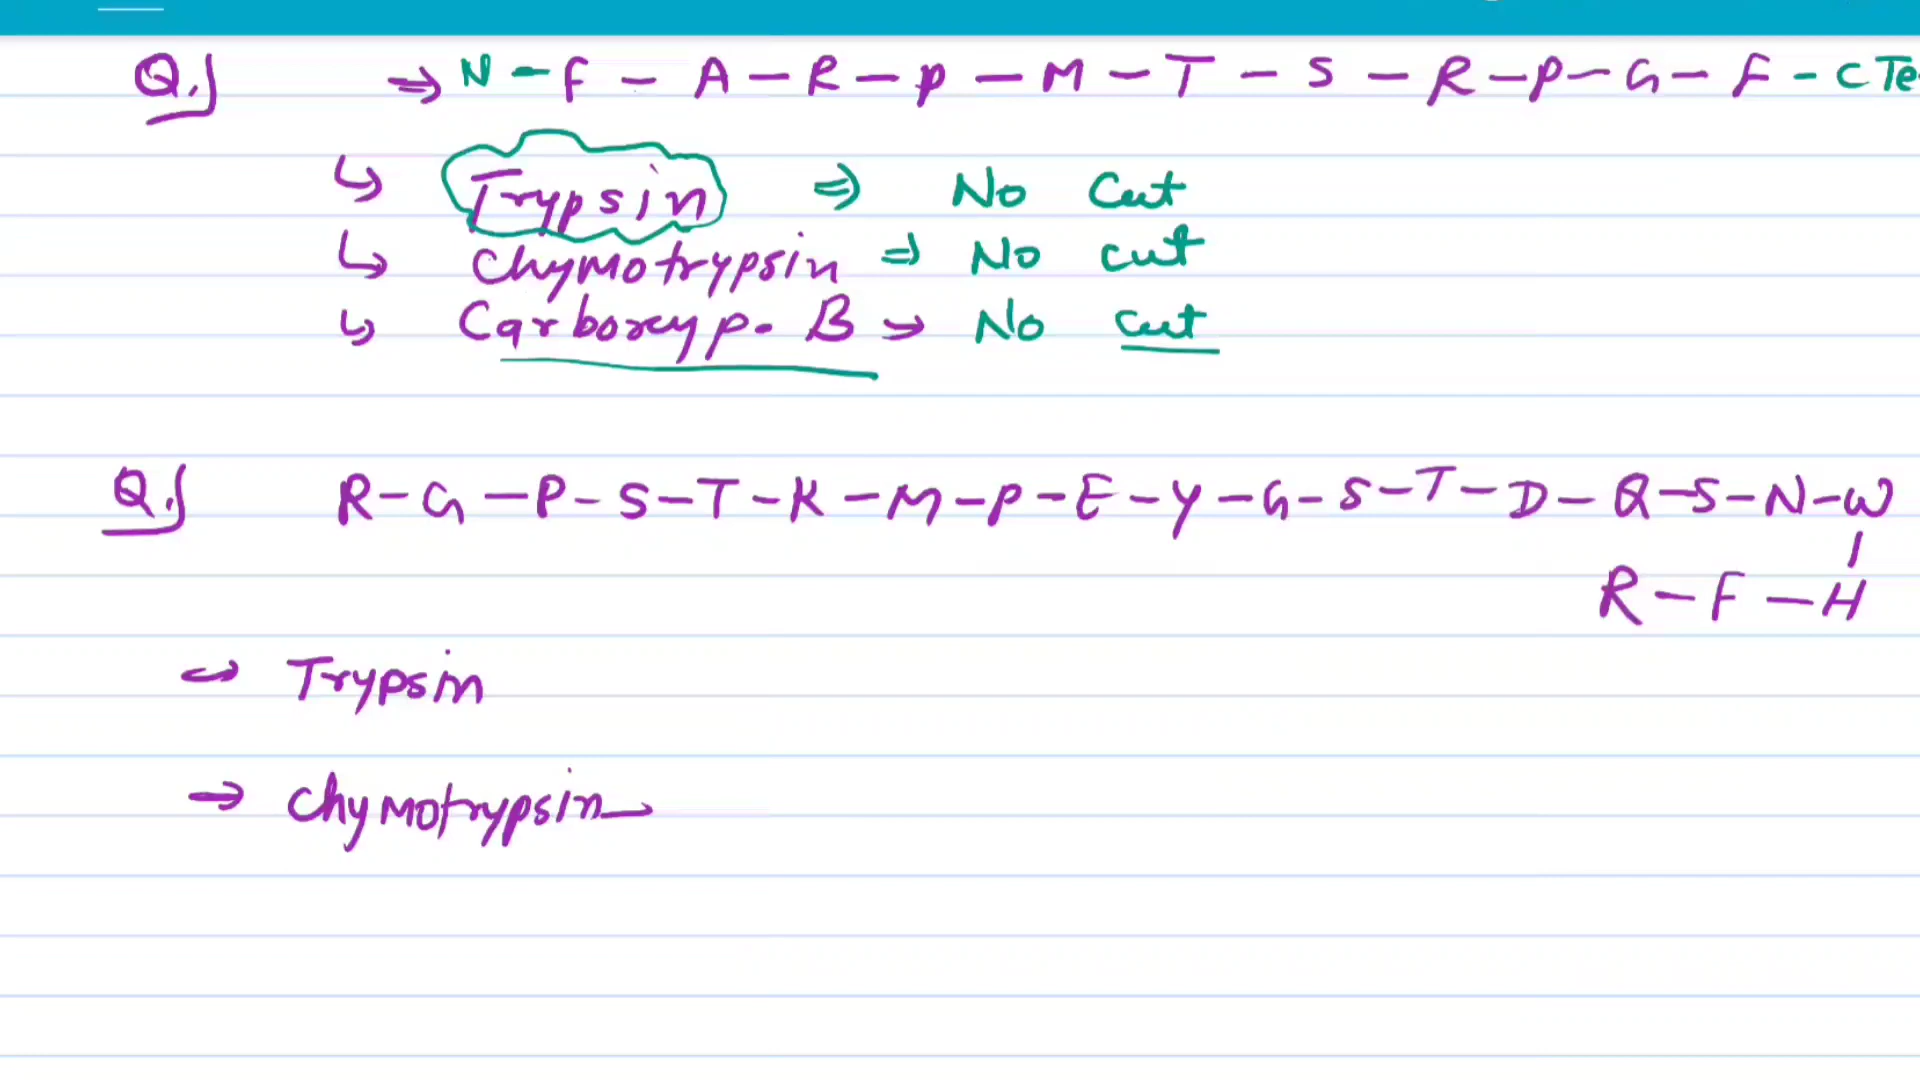 Q.) ⇒ N - F - A - R - P - M - T - S - R - P - G - F - C Te
↳ Trypsin ⇒ No Cut
↳ Chymotrypsin ⇒ No cut
↳ Carboxyp. B → No cut
Q.) R - G - P - S - T - K - M - P - E - Y - G - S - T - D - Q - S - N - W
|
R - F - H
→ Trypsin
→ Chymotrypsin →